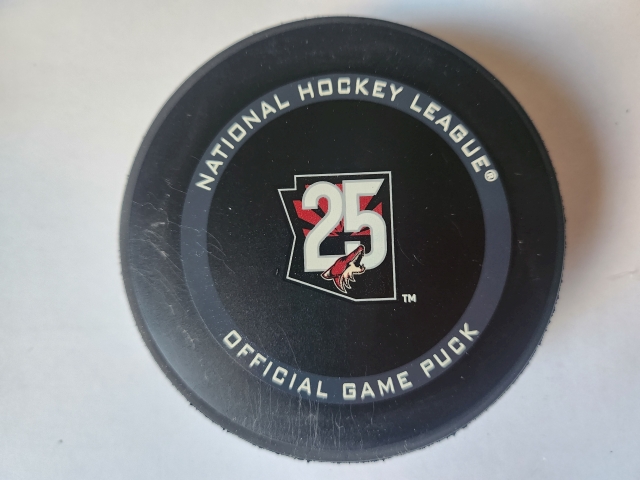 NATIONAL HOCKEY LEAGUE®
25
TM
OFFICIAL GAME PUCK